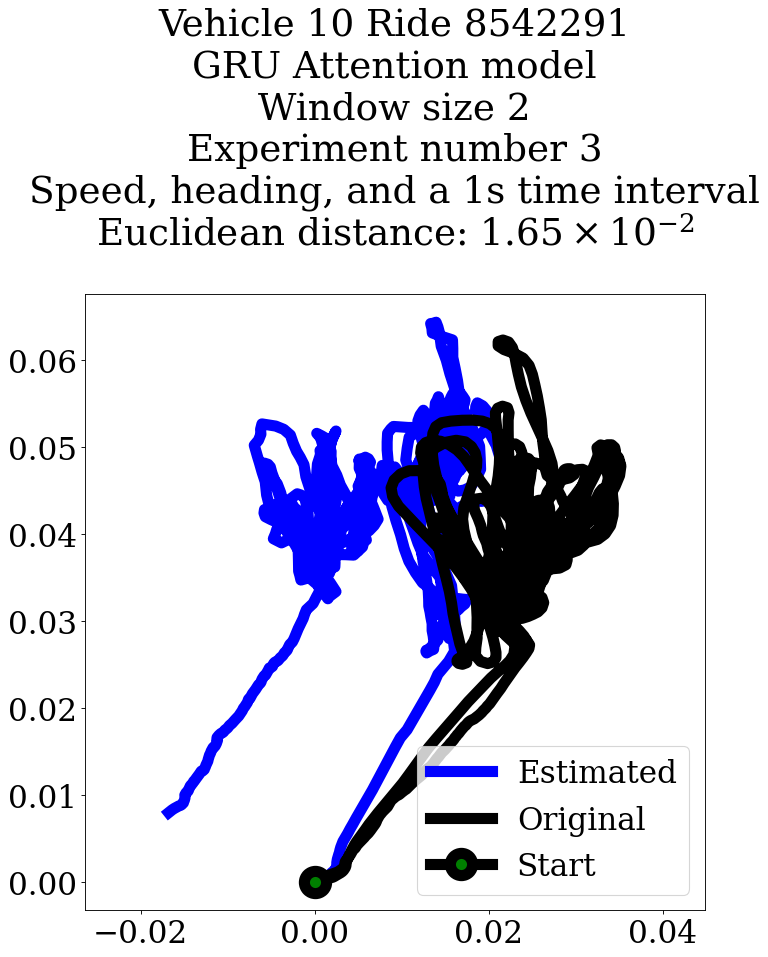 Vehicle 10 Ride 8542291
GRU Attention model
Window size 2
Experiment number 3
Speed, heading, and a 1s time interval
Euclidean distance: 1.65 × 10⁻²
0.06
0.05
0.04
0.03
0.02
0.01
0.00
Estimated
Original
Start
−0.02 0.00 0.02 0.04